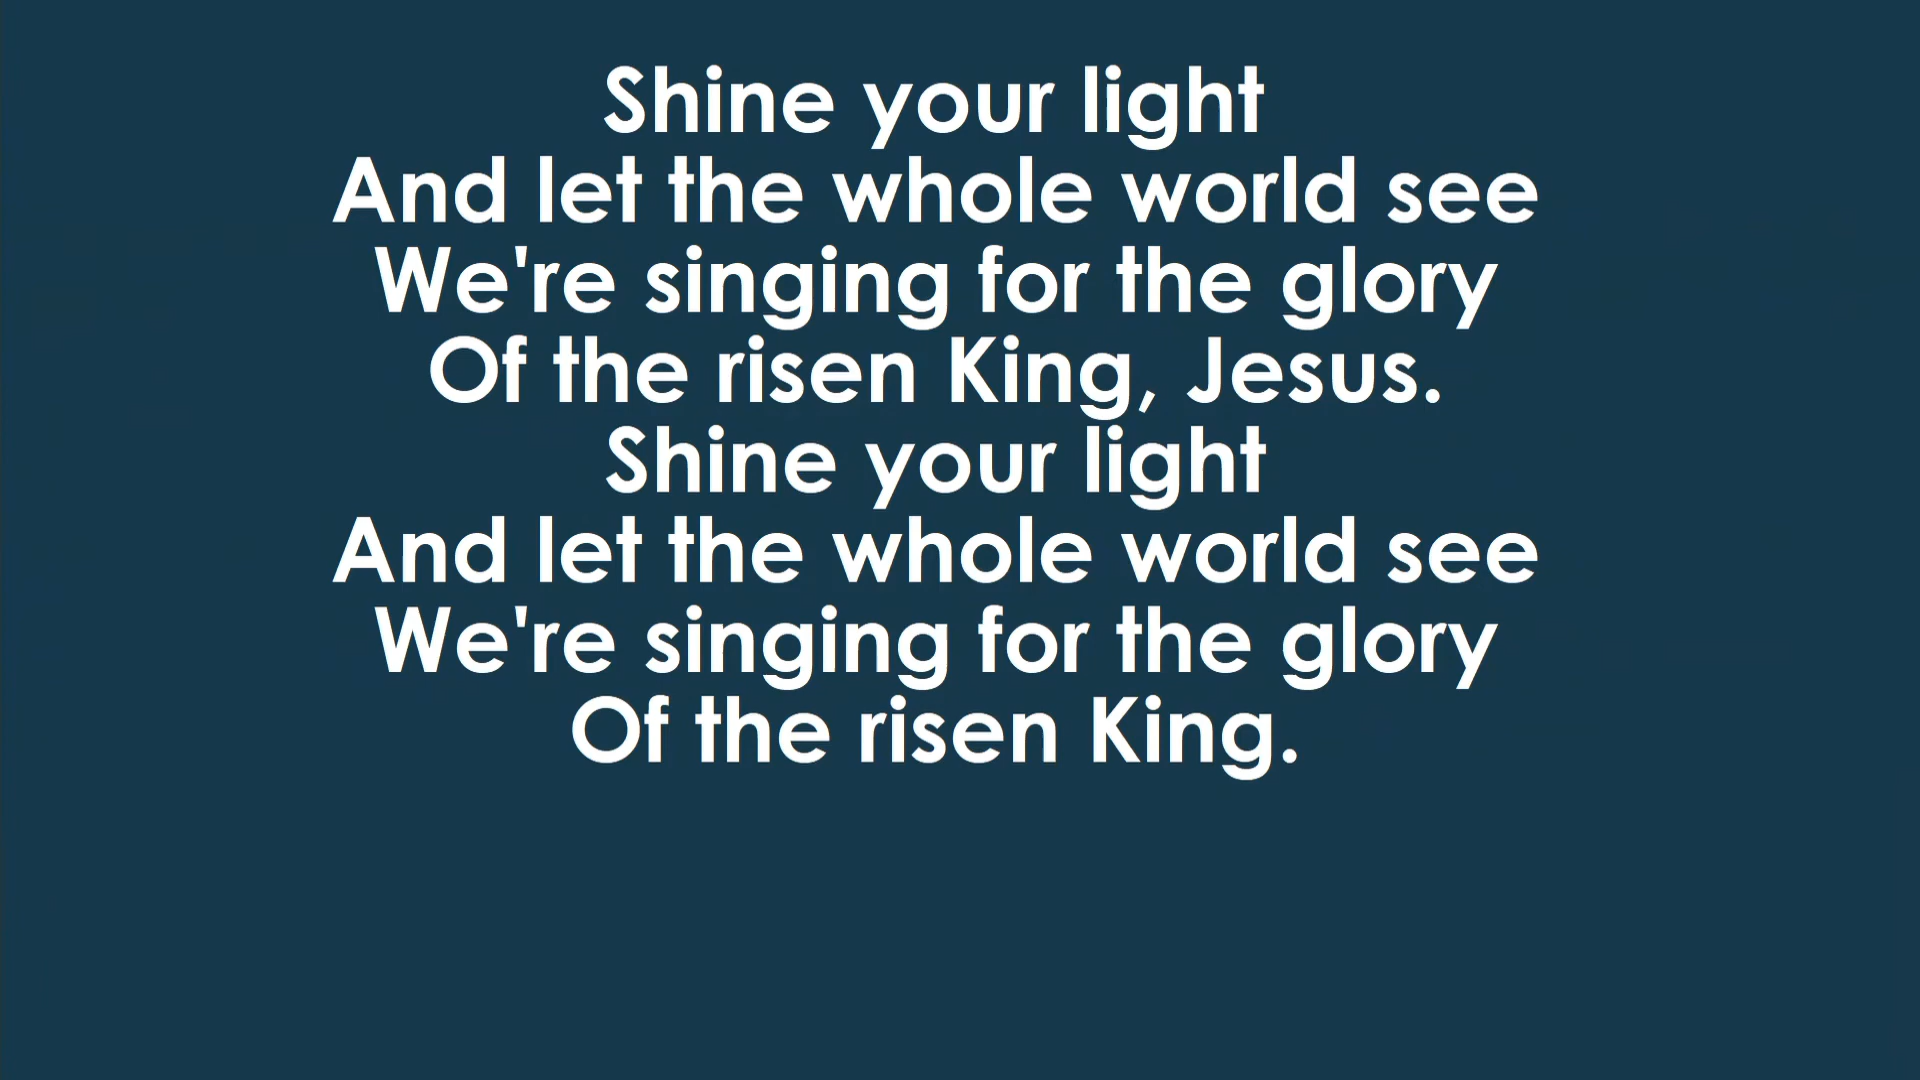 Shine your light
And let the whole world see
We're singing for the glory
Of the risen King, Jesus.
Shine your light
And let the whole world see
We're singing for the glory
Of the risen King.